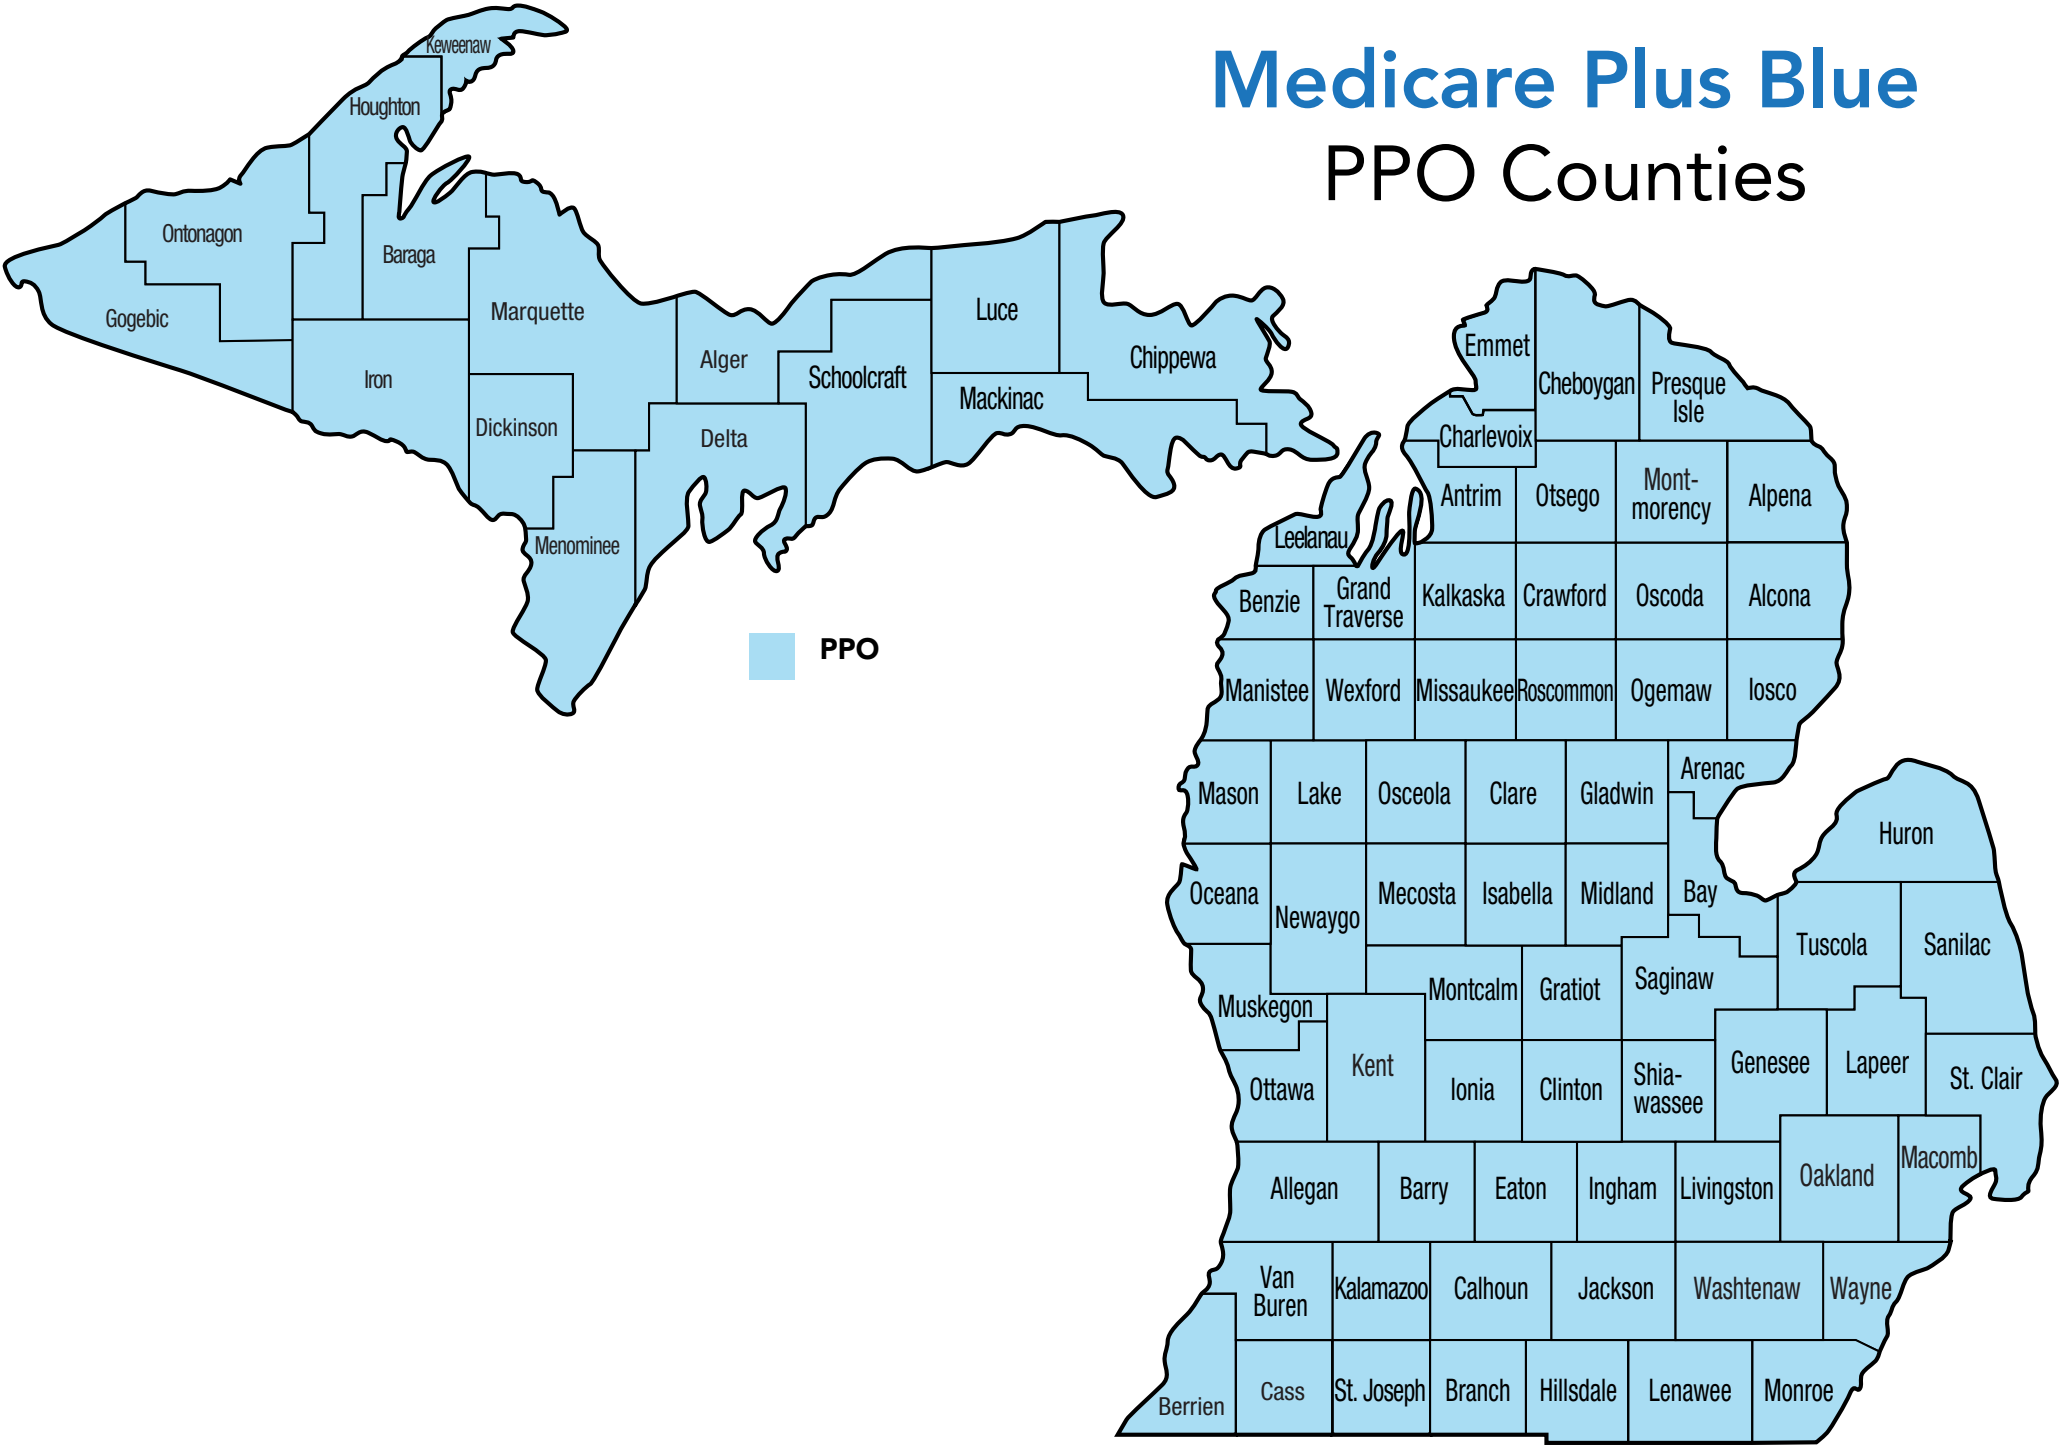 Medicare Plus Blue
PPO Counties
Keweenaw
Houghton
Ontonagon
Baraga
Gogebic
Marquette
Iron
Alger
Luce
Chippewa
Schoolcraft
Mackinac
Dickinson
Delta
Menominee
PPO
Emmet
Cheboygan
Presque
Isle
Charlevoix
Antrim
Otsego
Mont-
morency
Alpena
Leelanau
Benzie
Grand
Traverse
Kalkaska
Crawford
Oscoda
Alcona
Manistee
Wexford
Missaukee
Roscommon
Ogemaw
Iosco
Mason
Lake
Osceola
Clare
Gladwin
Arenac
Huron
Oceana
Newaygo
Mecosta
Isabella
Midland
Bay
Tuscola
Sanilac
Muskegon
Montcalm
Gratiot
Saginaw
Ottawa
Kent
Ionia
Clinton
Shia-
wassee
Genesee
Lapeer
St. Clair
Allegan
Barry
Eaton
Ingham
Livingston
Oakland
Macomb
Van
Buren
Kalamazoo
Calhoun
Jackson
Washtenaw
Wayne
Berrien
Cass
St. Joseph
Branch
Hillsdale
Lenawee
Monroe